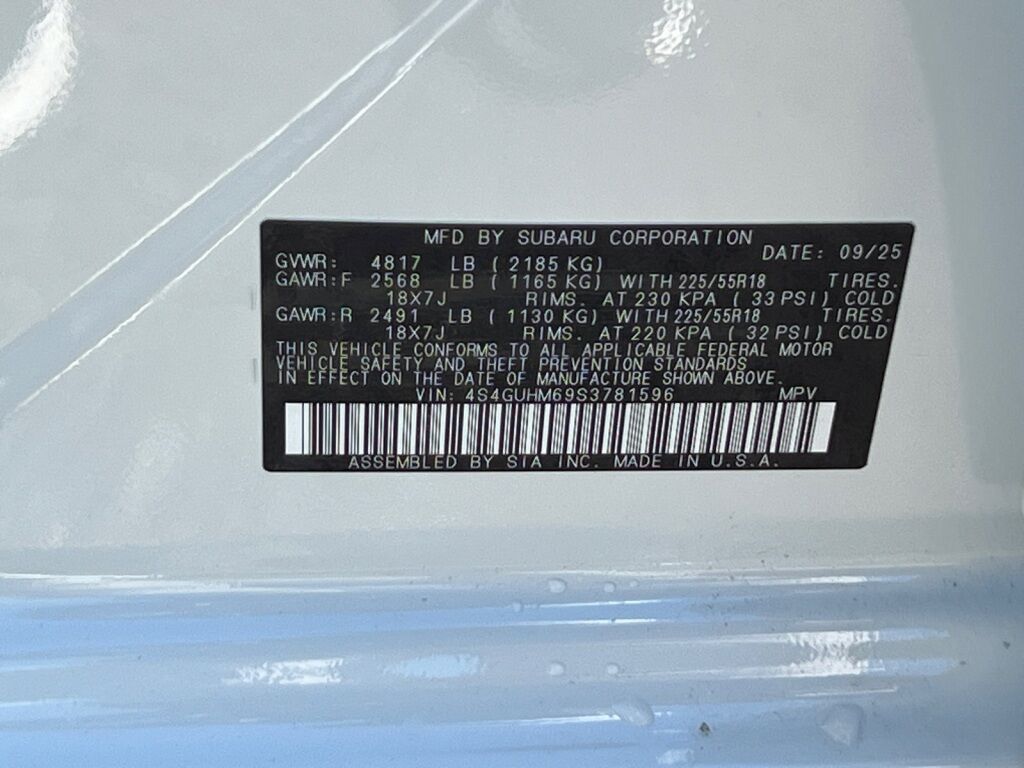 MFD BY SUBARU CORPORATION DATE: 09/25
GVWR: 4817 LB ( 2185 KG)
GAWR:F 2568 LB ( 1165 KG) WITH 225/55R18 TIRES.
18X7J RIMS. AT 230 KPA ( 33 PSI) COLD
GAWR:R 2491 LB ( 1130 KG) WITH 225/55R18 TIRES.
18X7J RIMS. AT 220 KPA ( 32 PSI) COLD
THIS VEHICLE CONFORMS TO ALL APPLICABLE FEDERAL MOTOR
VEHICLE SAFETY AND THEFT PREVENTION STANDARDS
IN EFFECT ON THE DATE OF MANUFACTURE SHOWN ABOVE.
VIN: 4S4GUHM69S3781596 MPV
ASSEMBLED BY SIA INC. MADE IN U.S.A.